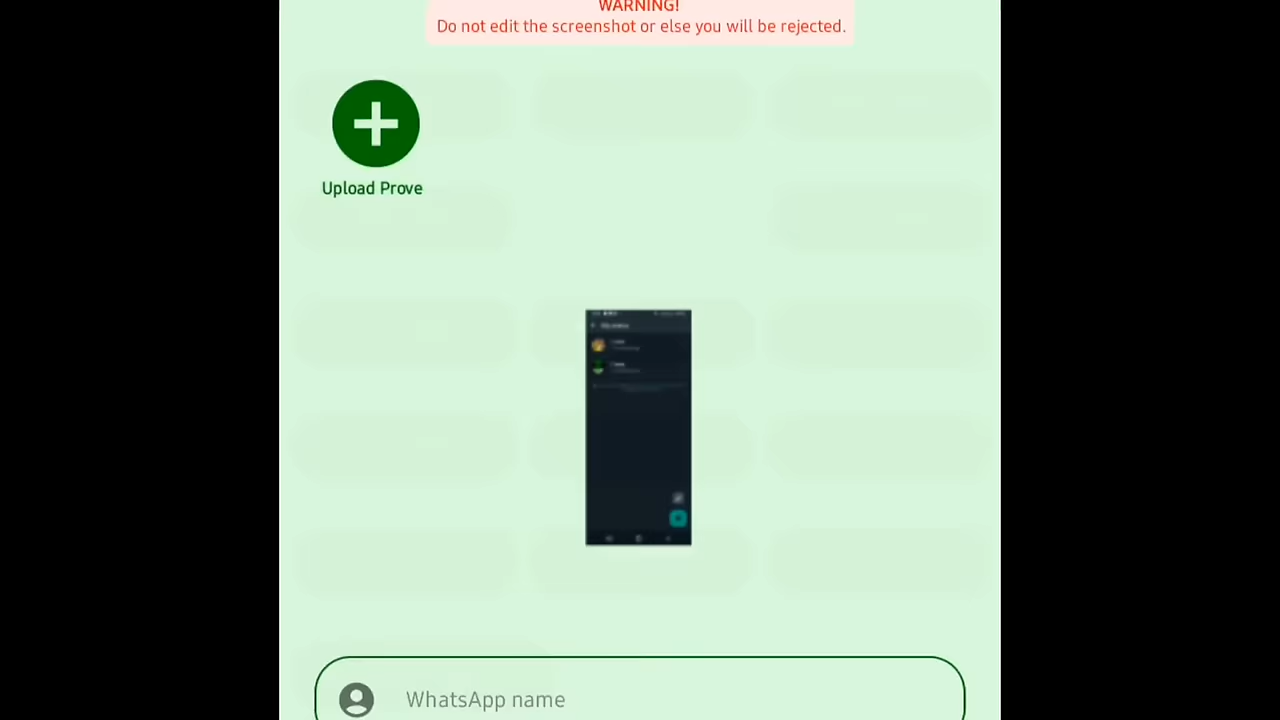 WARNING!
Do not edit the screenshot or else you will be rejected.
Upload Prove
WhatsApp name